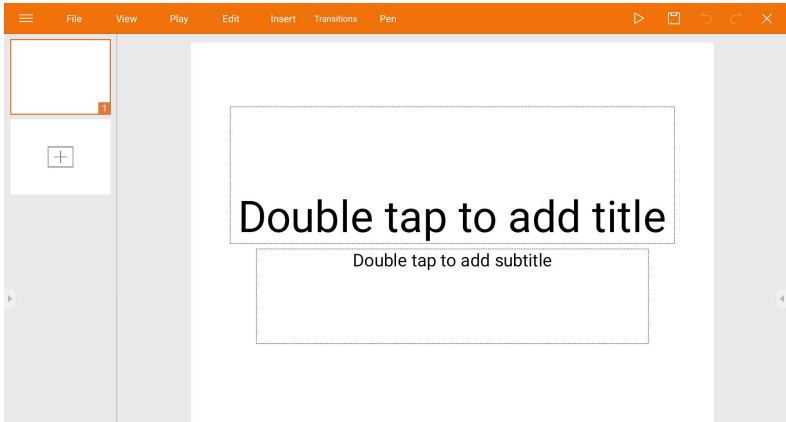 File View Play Edit Insert Transitions Pen
1
Double tap to add title
Double tap to add subtitle